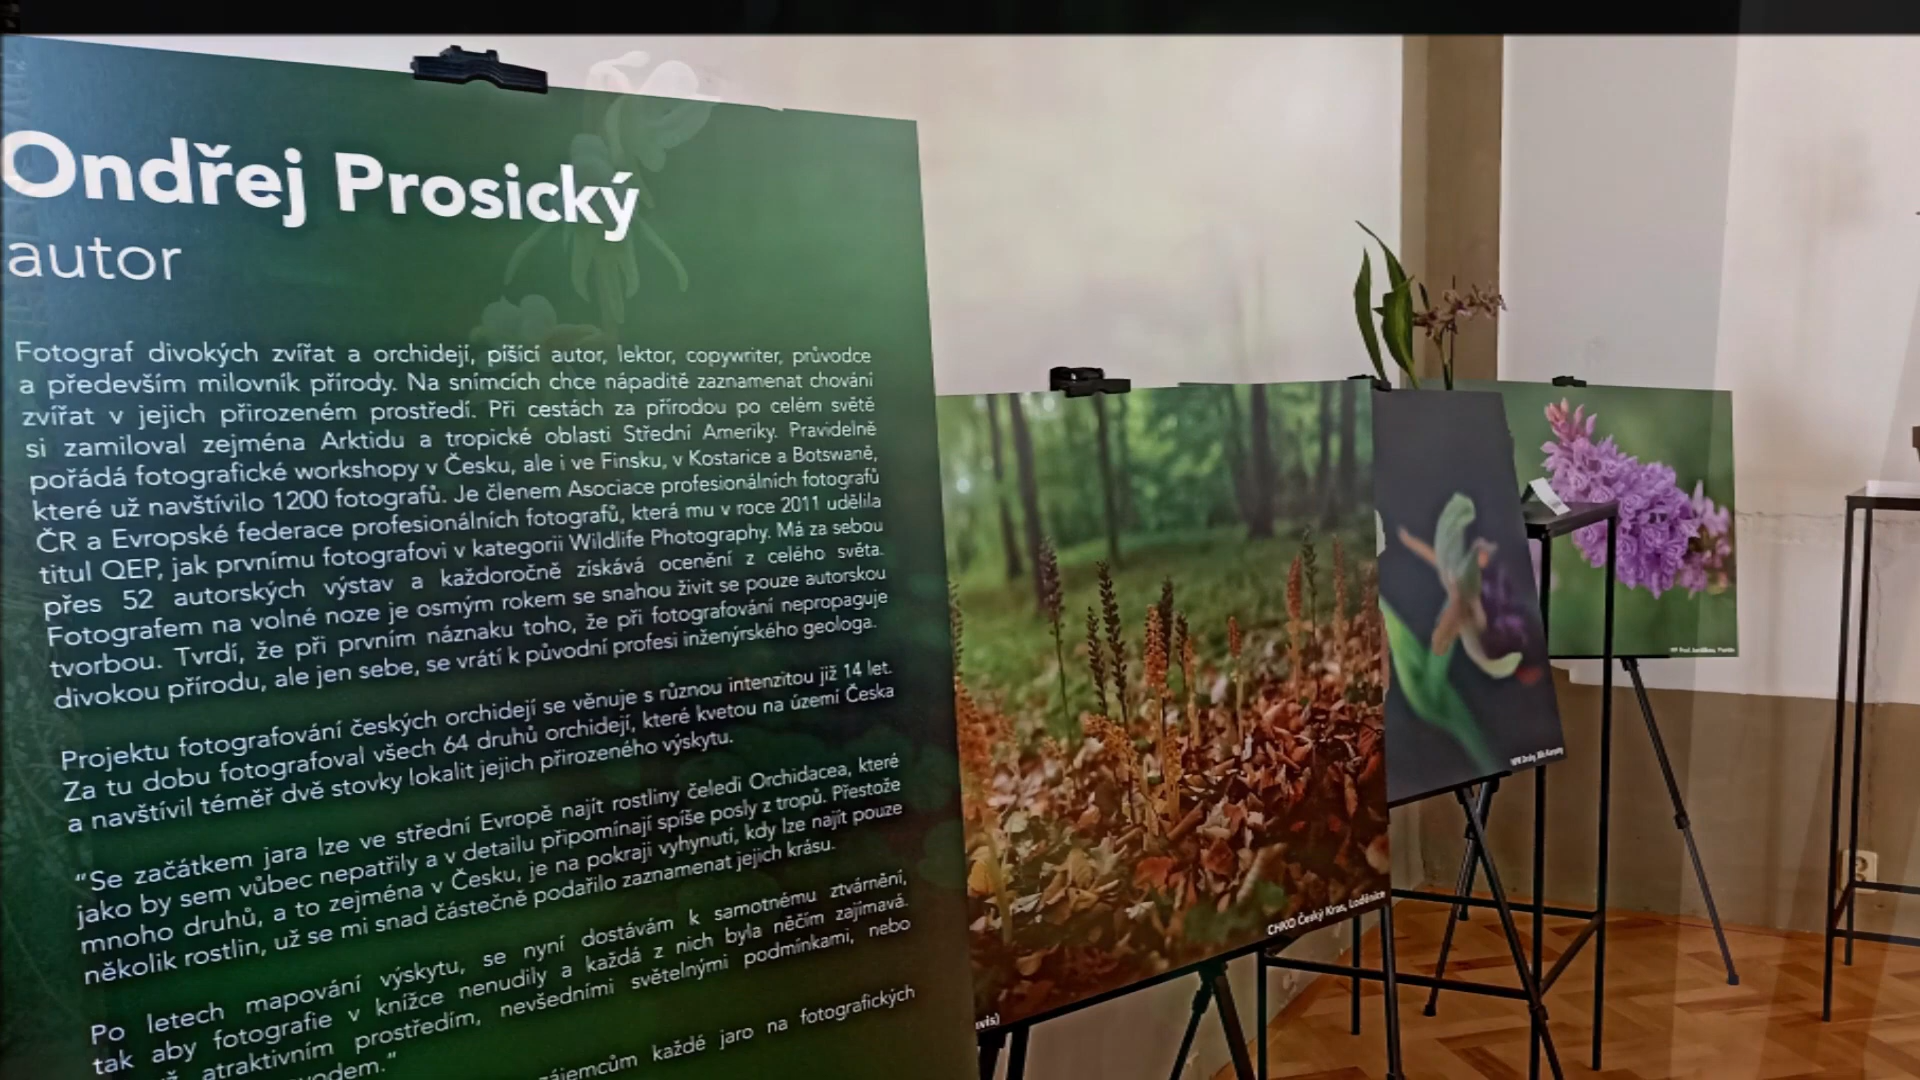 Ondřej Prosický
autor
Fotograf divokých zvířat a orchidejí, píšící autor, lektor, copywriter, průvodce
a především milovník přírody. Na snímcích chce nápaditě zaznamenat chování
zvířat v jejich přirozeném prostředí. Při cestách za přírodou po celém světě
si zamiloval zejména Arktidu a tropické oblasti Střední Ameriky. Pravidelně
pořádá fotografické workshopy v Česku, ale i ve Finsku, v Kostarice a Botswaně,
které už navštívilo 1200 fotografů. Je členem Asociace profesionálních fotografů
ČR a Evropské federace profesionálních fotografů, která mu v roce 2011 udělila
titul QEP, jak prvnímu fotografovi v kategorii Wildlife Photography. Má za sebou
přes 52 autorských výstav a každoročně získává ocenění z celého světa.
Fotografem na volné noze je osmým rokem se snahou živit se pouze autorskou
tvorbou. Tvrdí, že při prvním náznaku toho, že při fotografování nepropaguje
divokou přírodu, ale jen sebe, se vrátí k původní profesi inženýrského geologa.
Projektu fotografování českých orchidejí se věnuje s různou intenzitou již 14 let.
Za tu dobu fotografoval všech 64 druhů orchidejí, které kvetou na území Česka
a navštívil téměř dvě stovky lokalit jejich přirozeného výskytu.
"Se začátkem jara lze ve střední Evropě najít rostliny čeledi Orchidacea, které
jako by sem vůbec nepatřily a v detailu připomínají spíše posly z tropů. Přestože
mnoho druhů, a to zejména v Česku, je na pokraji vyhynutí, kdy lze najít pouze
několik rostlin, už se mi snad částečně podařilo zaznamenat jejich krásu.
Po letech mapování výskytu, se nyní dostávám k samotnému ztvárnění,
tak aby fotografie v knížce nenudily a každá z nich byla něčím zajímavá.
atraktivním prostředím, nevšedními světelnými podmínkami, nebo
zájemcům každé jaro na fotografických
CHKO Český Kras, Loděnice